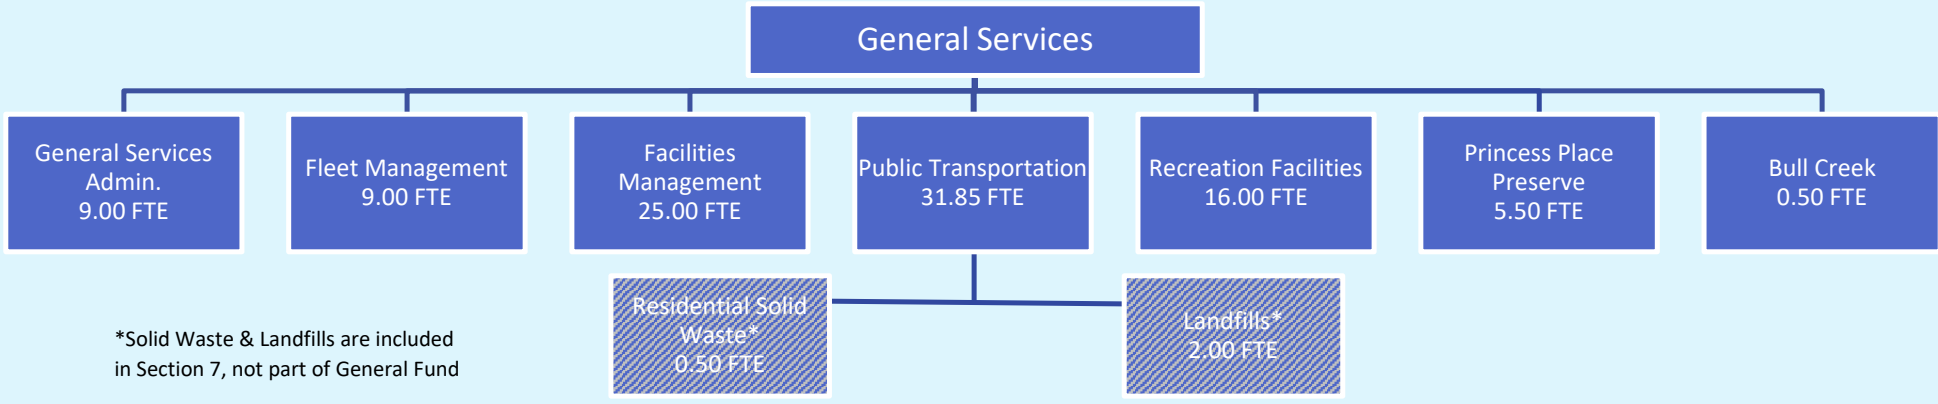 General Services
General Services
Admin.
9.00 FTE
Fleet Management
9.00 FTE
Facilities
Management
25.00 FTE
Public Transportation
31.85 FTE
Recreation Facilities
16.00 FTE
Princess Place
Preserve
5.50 FTE
Bull Creek
0.50 FTE
Residential Solid
Waste*
0.50 FTE
Landfills*
2.00 FTE
*Solid Waste & Landfills are included
in Section 7, not part of General Fund